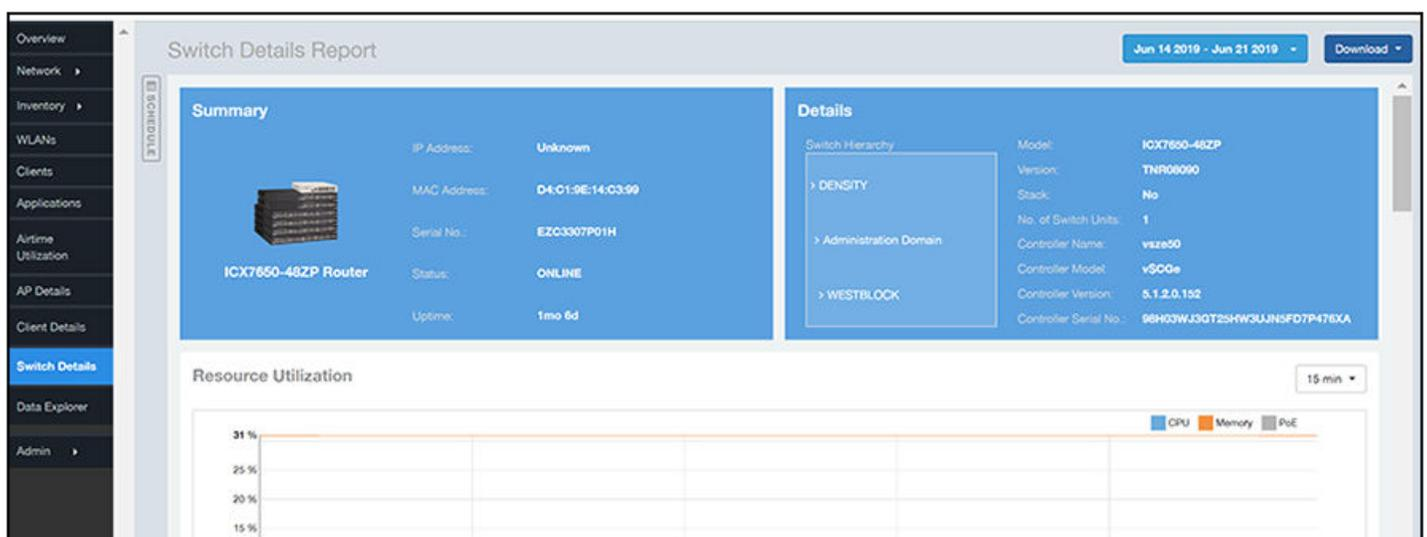 Overview
Network
Inventory
WLANs
Clients
Applications
Airtime
Utilization
AP Details
Client Details
Switch Details
Data Explorer
Admin
Switch Details Report
Jun 14 2019 - Jun 21 2019
Download
SCHEDULE
Summary
ICX7650-48ZP Router
IP Address: Unknown
MAC Address: D4:C1:9E:14:C3:99
Serial No.: EZC3307P01H
Status: ONLINE
Uptime: 1mo 6d
Details
Switch Hierarchy
> DENSITY
> Administration Domain
> WESTBLOCK
Model: ICX7650-48ZP
Version: TNR08090
Stack: No
No. of Switch Units: 1
Controller Name: vsze50
Controller Model: vSCGe
Controller Version: 5.1.2.0.152
Controller Serial No.:
Resource Utilization
15 min
CPU Memory PoE
31 %
25 %
20 %
15 %